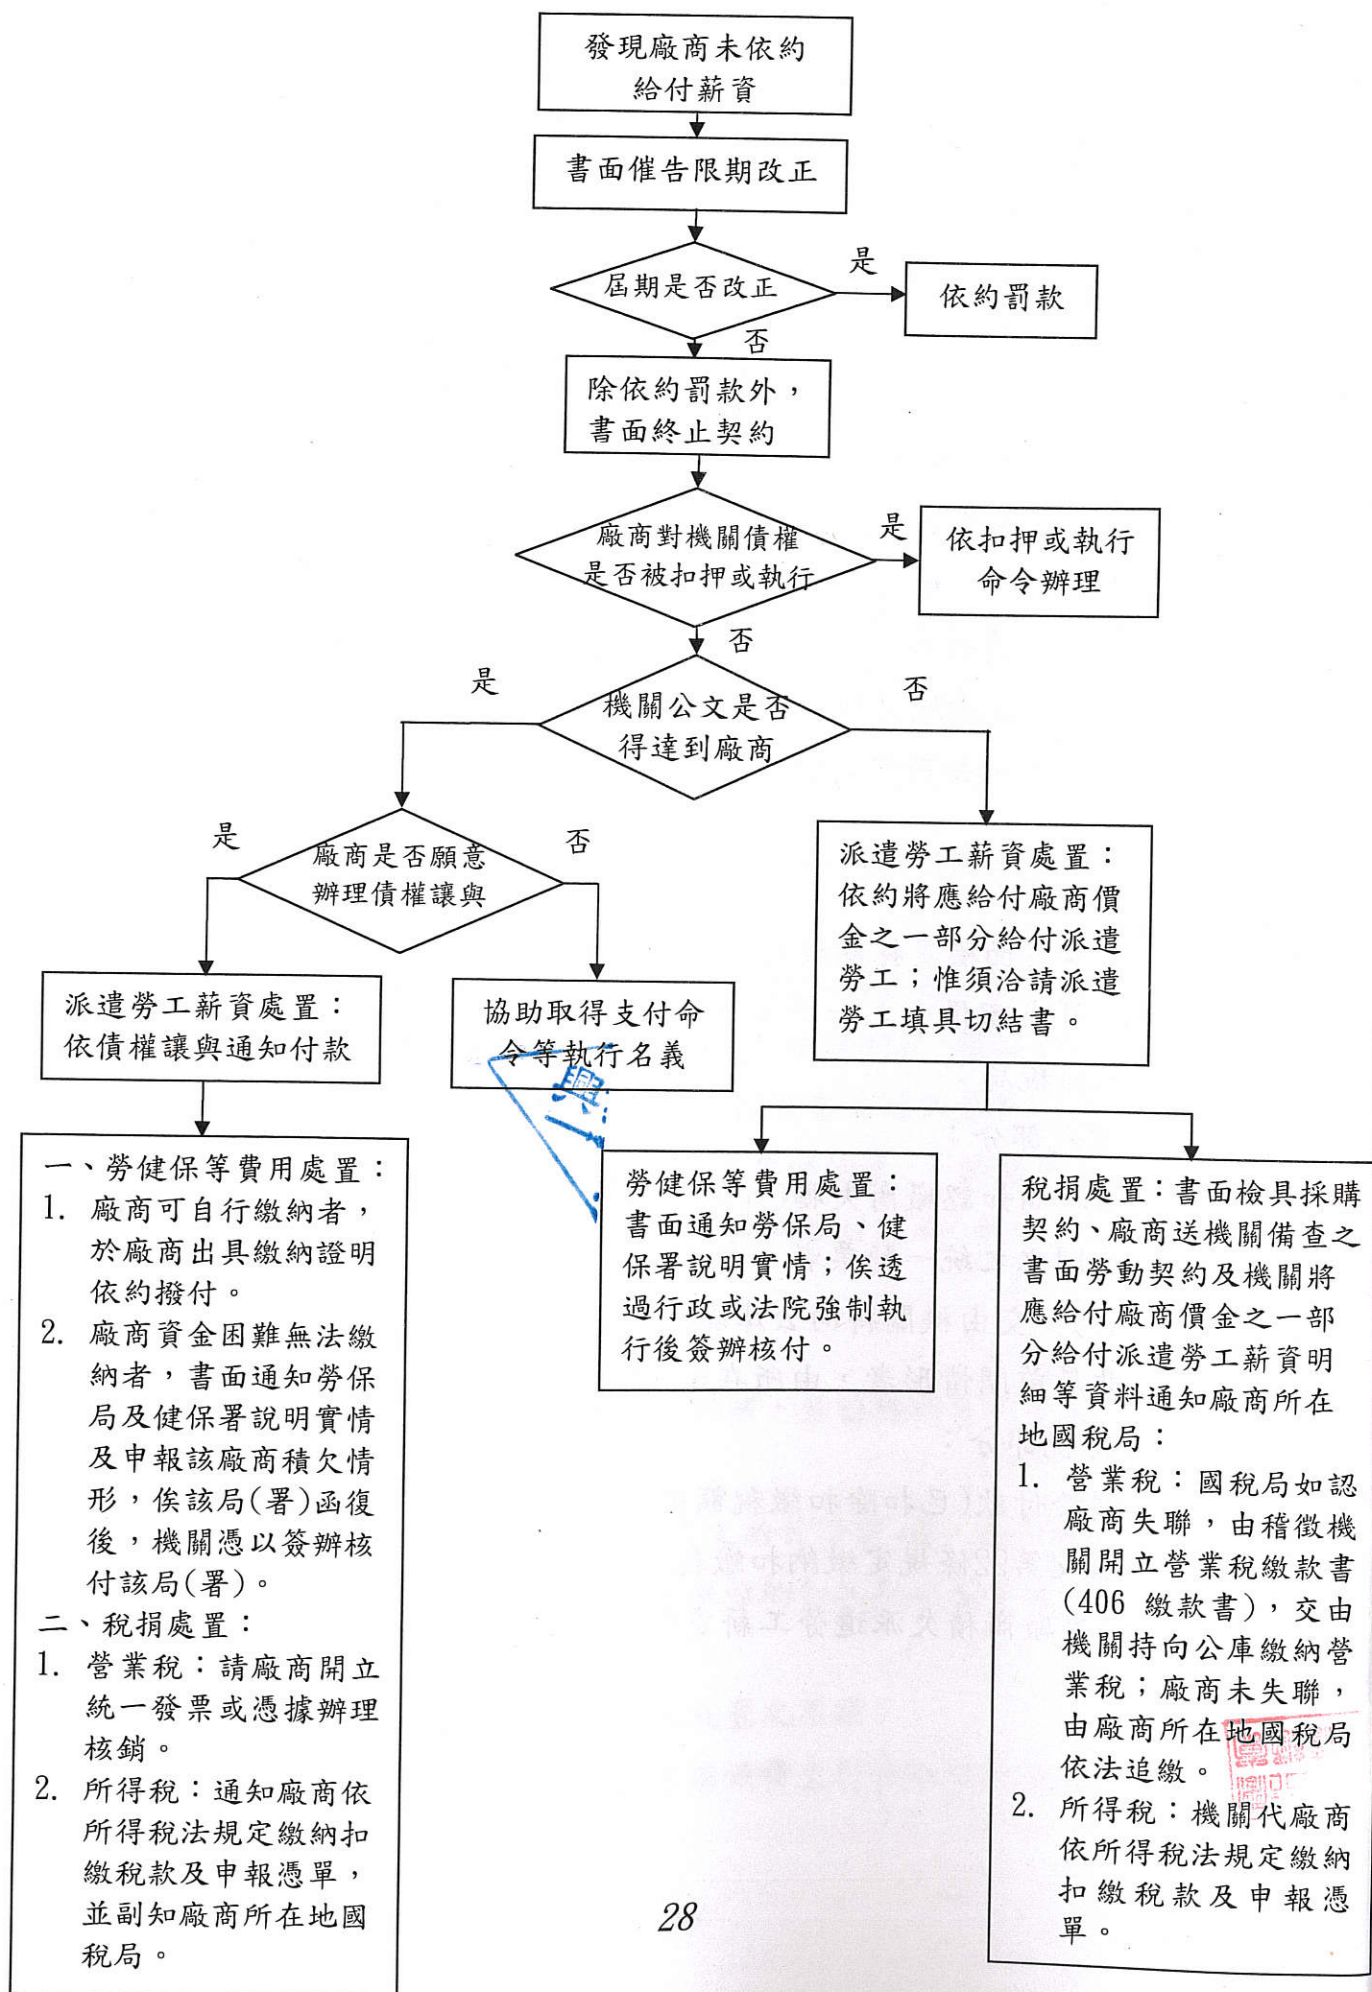 發現廠商未依約
給付薪資
書面催告限期改正
屆期是否改正
是
依約罰款
否
除依約罰款外，
書面終止契約
廠商對機關債權
是否被扣押或執行
是
依扣押或執行
命令辦理
否
機關公文是否
得達到廠商
是
否
廠商是否願意
辦理債權讓與
是
否
派遣勞工薪資處置：
依債權讓與通知付款
協助取得支付命
令等執行名義
派遣勞工薪資處置：
依約將應給付廠商價
金之一部分給付派遣
勞工；惟須洽請派遣
勞工填具切結書。
一、勞健保等費用處置：
1. 廠商可自行繳納者，
於廠商出具繳納證明
依約撥付。
2. 廠商資金困難無法繳
納者，書面通知勞保
局及健保署說明實情
及申報該廠商積欠情
形，俟該局(署)函復
後，機關憑以簽辦核
付該局(署)。
二、稅捐處置：
1. 營業稅：請廠商開立
統一發票或憑據辦理
核銷。
2. 所得稅：通知廠商依
所得稅法規定繳納扣
繳稅款及申報憑單，
並副知廠商所在地國
稅局。
勞健保等費用處置：
書面通知勞保局、健
保署說明實情；俟透
過行政或法院強制執
行後簽辦核付。
稅捐處置：書面檢具採購
契約、廠商送機關備查之
書面勞動契約及機關將
應給付廠商價金之一部
分給付派遣勞工薪資明
細等資料通知廠商所在
地國稅局：
1. 營業稅：國稅局如認
廠商失聯，由稽徵機
關開立營業稅繳款書
(406 繳款書)，交由
機關持向公庫繳納營
業稅；廠商未失聯，
由廠商所在地國稅局
依法追繳。
2. 所得稅：機關代廠商
依所得稅法規定繳納
扣繳稅款及申報憑
單。
28